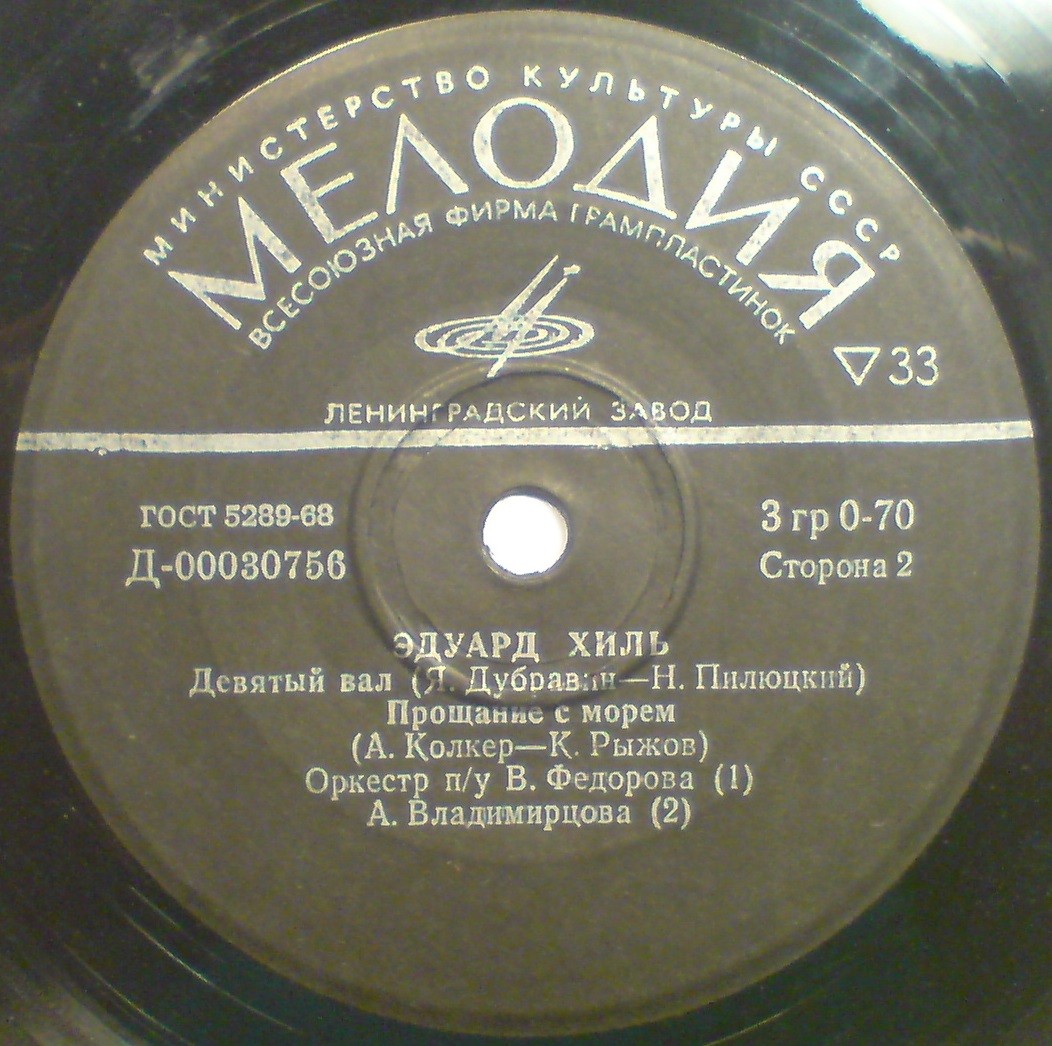 МИНИСТЕРСТВО КУЛЬТУРЫ СССР
МЕЛОДИЯ
ВСЕСОЮЗНАЯ ФИРМА ГРАМПЛАСТИНОК
33
ЛЕНИНГРАДСКИЙ ЗАВОД
ГОСТ 5289-68
3 гр 0-70
Д-00030756
Сторона 2
ЭДУАРД ХИЛЬ
Девятый вал (Я. Дубравин—Н. Пилюцкий)
Прощание с морем
(А. Колкер—К. Рыжов)
Оркестр п/у В. Федорова (1)
А. Владимирцова (2)